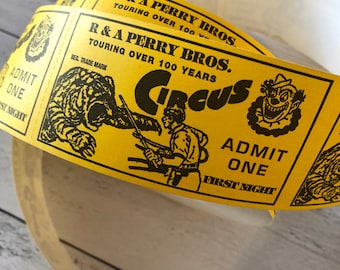 R & A PERRY BROS.
TOURING OVER 100 YEARS
REG. TRADE MARK
CIRCUS
ADMIT
ONE
FIRST NIGHT
ADMIT
ONE